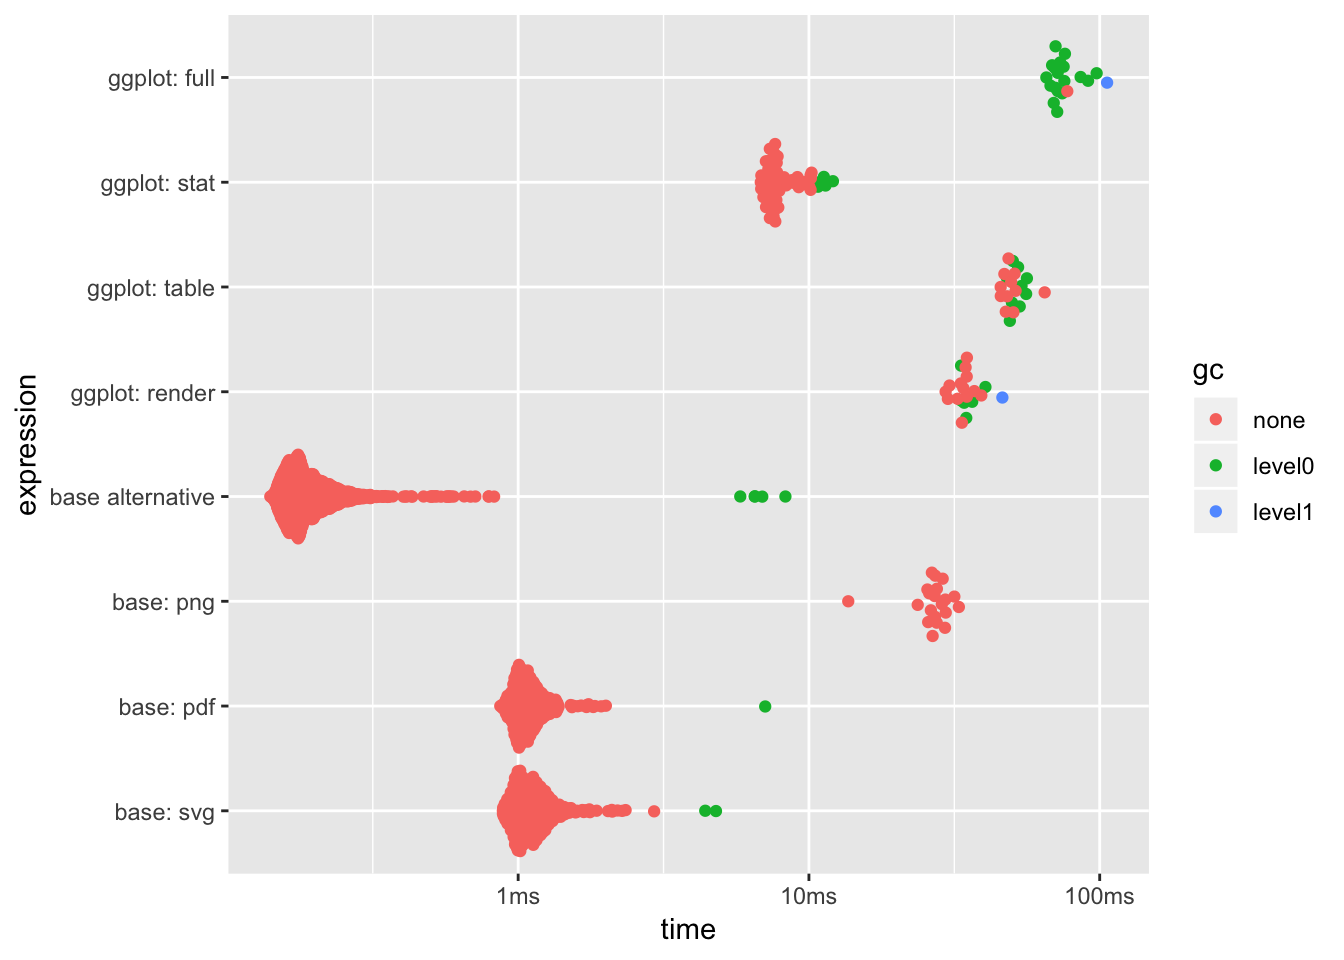 ggplot: full
ggplot: stat
ggplot: table
ggplot: render
base alternative
base: png
base: pdf
base: svg
expression
1ms
10ms
100ms
time
gc
none
level0
level1